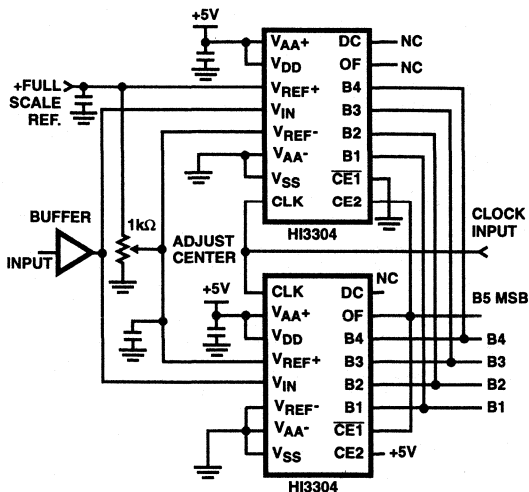 +5V
VAA+
VDD
VREF+
VIN
VREF-
VAA-
VSS
CLK
DC
OF
B4
B3
B2
B1
CE1
CE2
HI3304
NC
NC
+FULL
SCALE
REF.
BUFFER
INPUT
1kΩ
ADJUST
CENTER
CLOCK
INPUT
+5V
CLK
VAA+
VDD
VREF+
VIN
VREF-
VAA-
VSS
NC
DC
OF
B4
B3
B2
B1
CE1
CE2
+5V
HI3304
B5 MSB
B4
B3
B2
B1